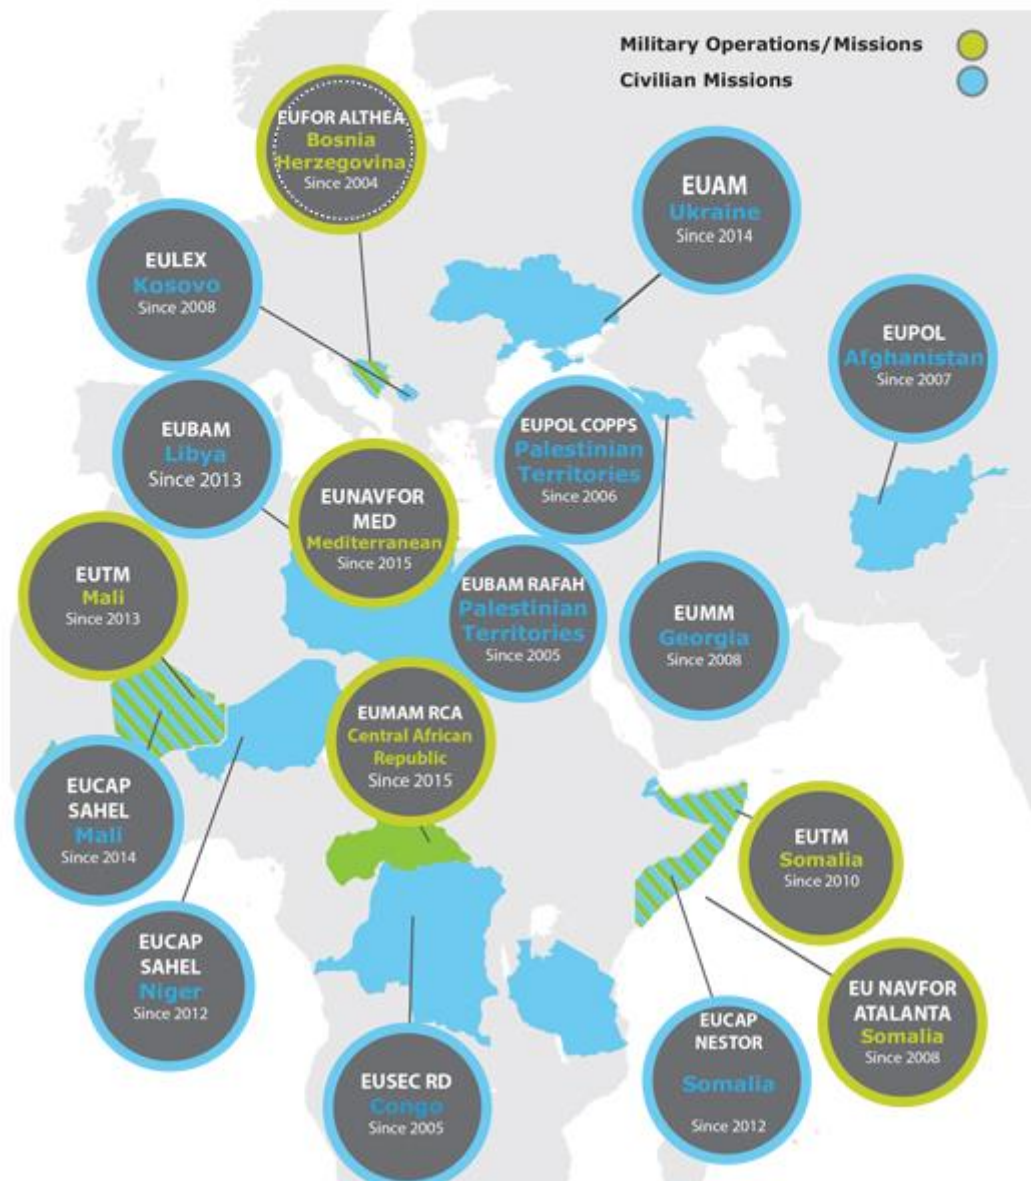 Military Operations/Missions
Civilian Missions
EUFOR ALTHEA
Bosnia
Herzegovina
Since 2004
EUAM
Ukraine
Since 2014
EULEX
Kosovo
Since 2008
EUPOL
Afghanistan
Since 2007
EUBAM
Libya
Since 2013
EUPOL COPPS
Palestinian
Territories
Since 2006
EUNAVFOR
MED
Mediterranean
Since 2015
EUTM
Mali
Since 2013
EUBAM RAFAH
Palestinian
Territories
Since 2005
EUMM
Georgia
Since 2008
EUMAM RCA
Central African
Republic
Since 2015
EUCAP
SAHEL
Mali
Since 2014
EUTM
Somalia
Since 2010
EUCAP
SAHEL
Niger
Since 2012
EU NAVFOR
ATALANTA
Somalia
Since 2008
EUCAP
NESTOR
Somalia
Since 2012
EUSEC RD
Congo
Since 2005